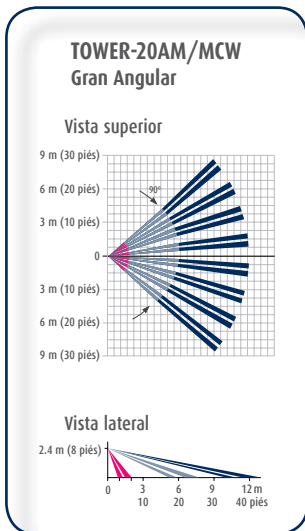 TOWER-20AM/MCW
Gran Angular
Vista superior
9 m (30 piés)
90°
6 m (20 piés)
3 m (10 piés)
0
3 m (10 piés)
6 m (20 piés)
9 m (30 piés)
Vista lateral
2.4 m (8 piés)
0 3 6 9 12 m
10 20 30 40 piés